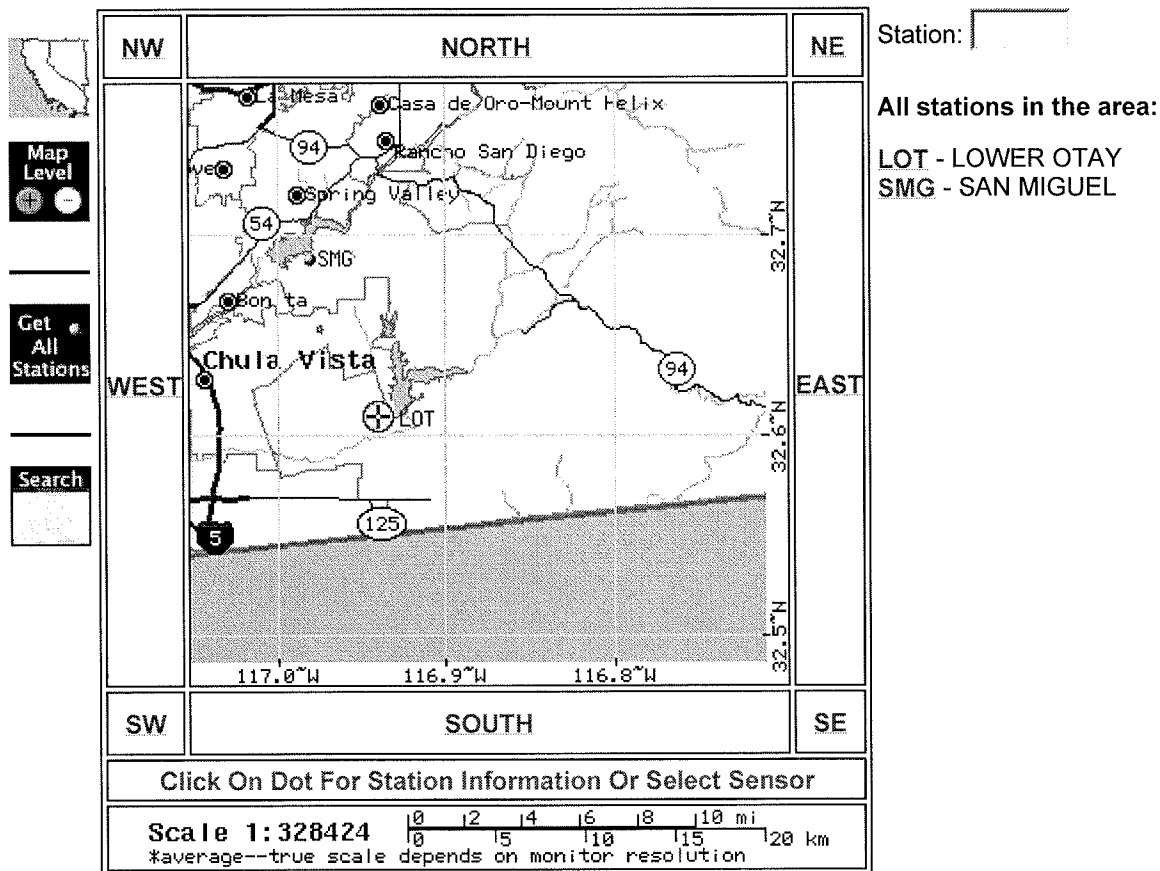 NW
NORTH
NE
Station:
Map
Level
+ −
Get
All
Stations
Search
WEST
EAST
La Mesa
Casa de Oro-Mount Helix
94
Rancho San Diego
Spring Valley
54
32.7~N
SMG
Bon ta
Chula Vista
94
LOT
32.6~N
125
5
32.5~N
117.0~W
116.9~W
116.8~W
SW
SOUTH
SE
Click On Dot For Station Information Or Select Sensor
Scale 1:328424
0 2 4 6 8 10 mi
0 5 10 15 20 km
*average--true scale depends on monitor resolution
All stations in the area:
LOT - LOWER OTAY
SMG - SAN MIGUEL